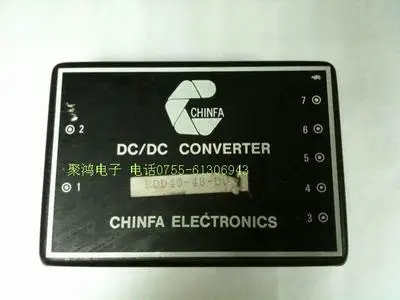 CHINFA
7
2
6
DC/DC CONVERTER
5
聚鸿电子 电话0755-61306943
1
4
CHINFA ELECTRONICS
3